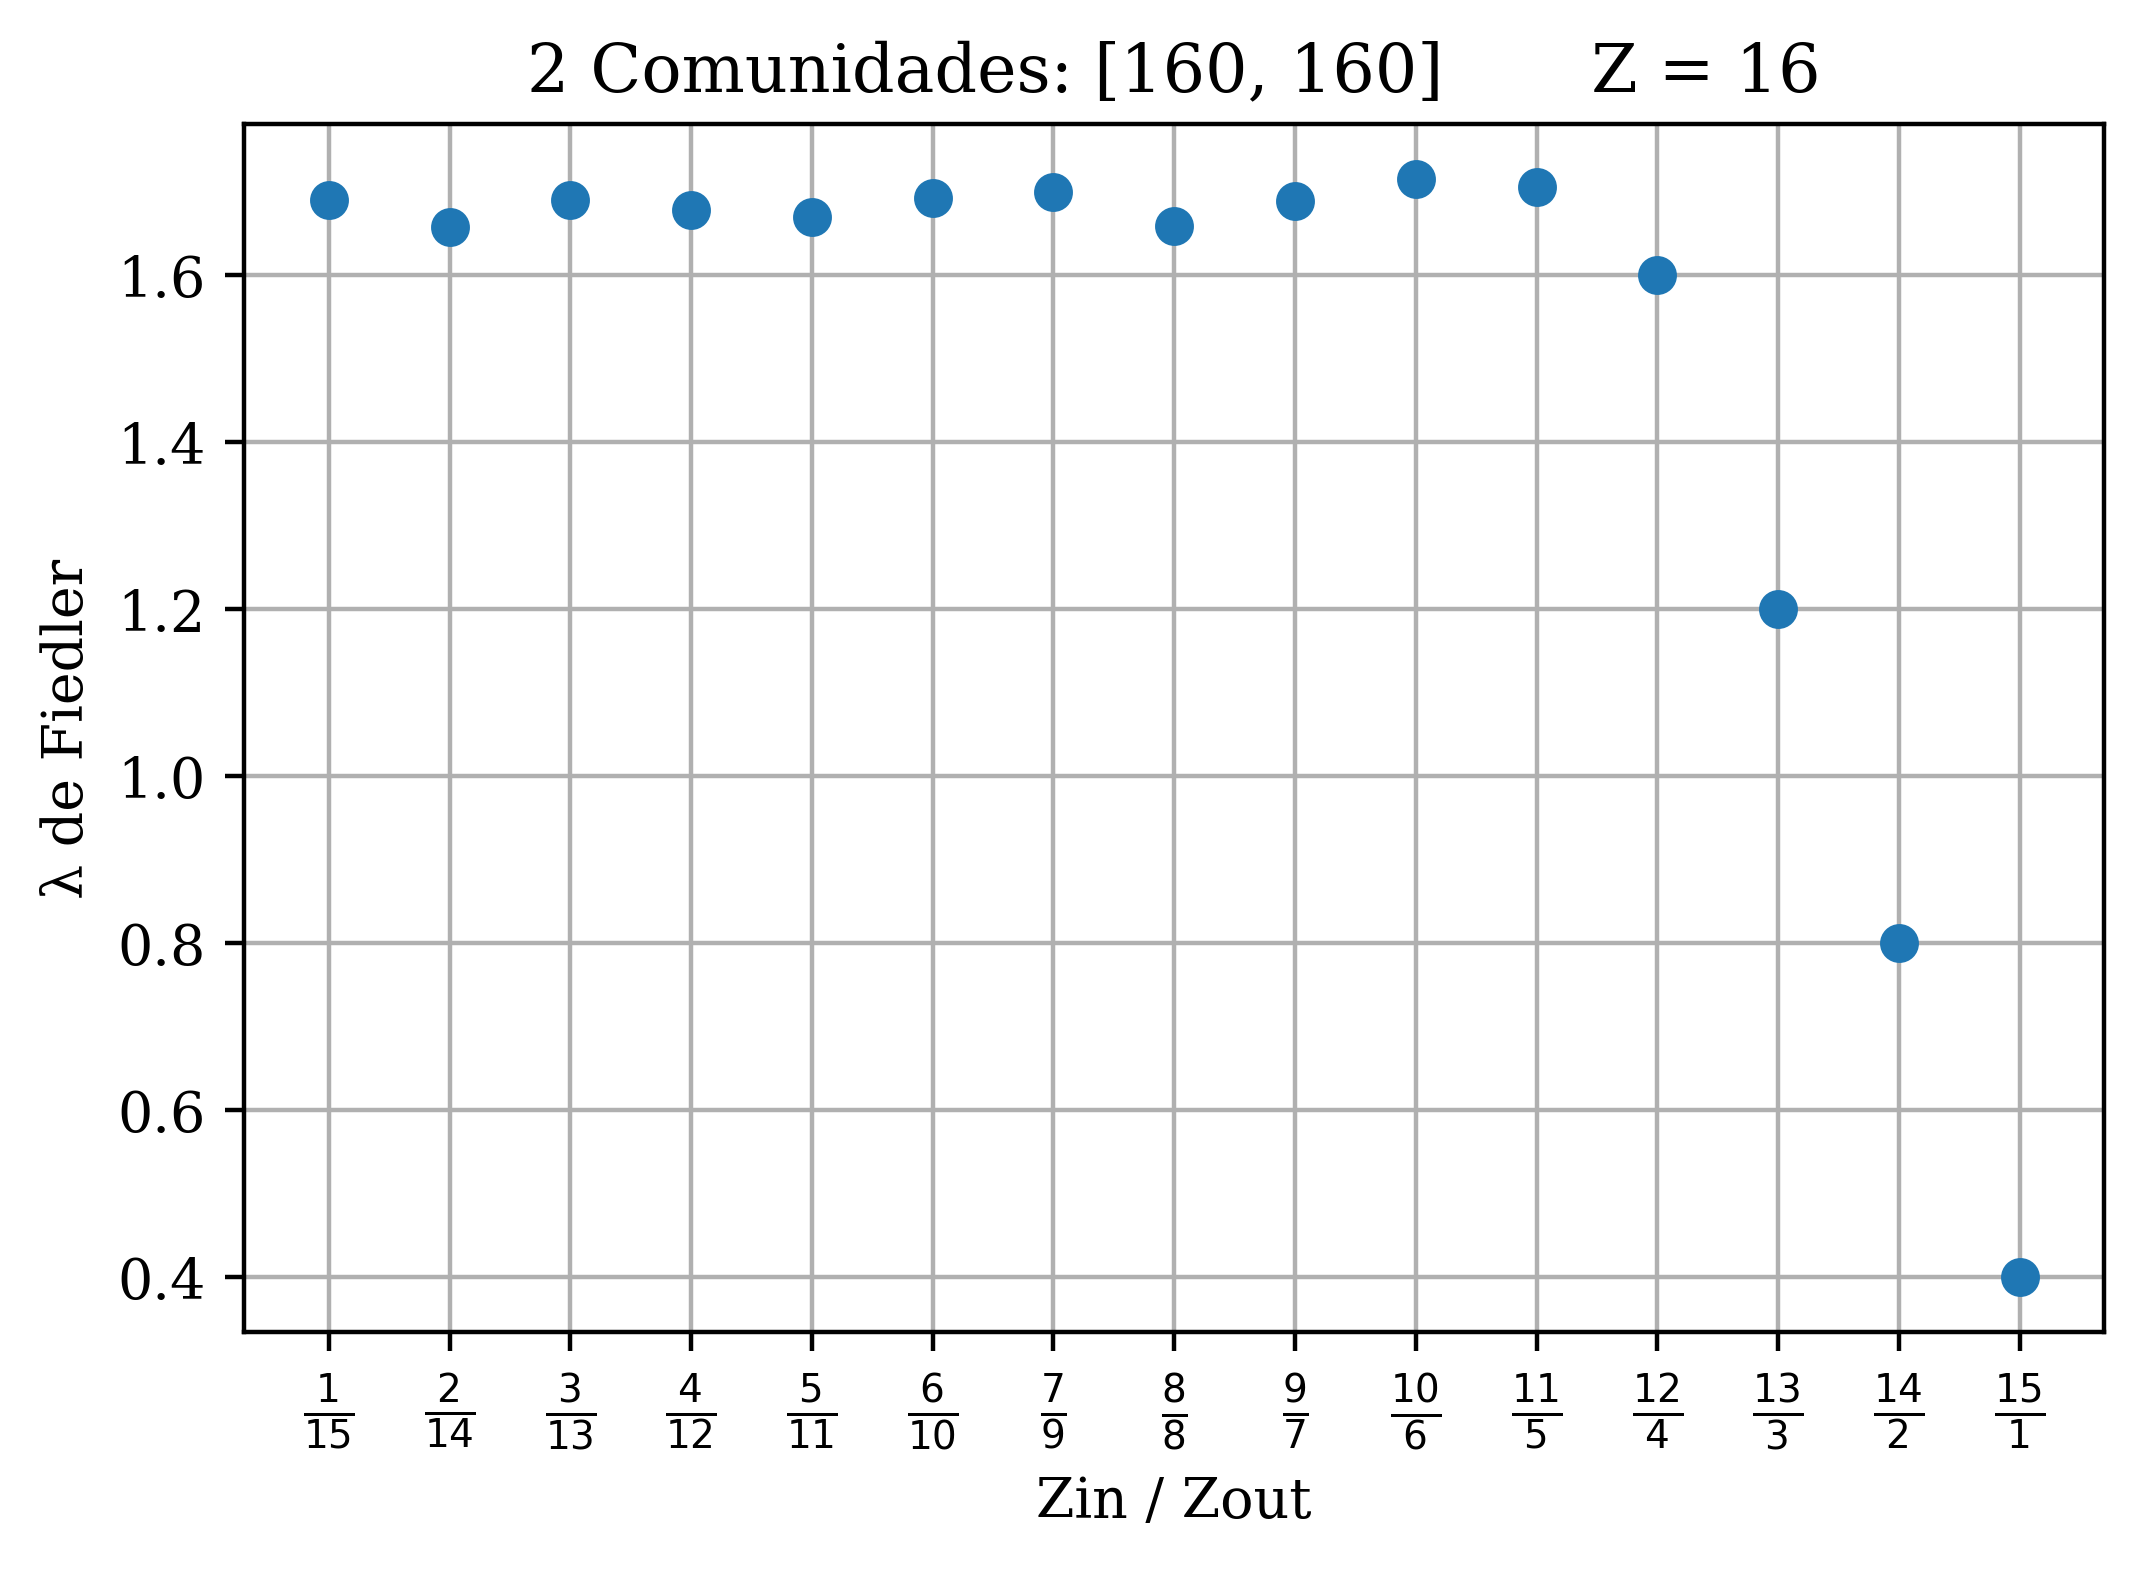 2 Comunidades: [160, 160] Z = 16
λ de Fiedler
1.6
1.4
1.2
1.0
0.8
0.6
0.4
1/15 2/14 3/13 4/12 5/11 6/10 7/9 8/8 9/7 10/6 11/5 12/4 13/3 14/2 15/1
Zin / Zout